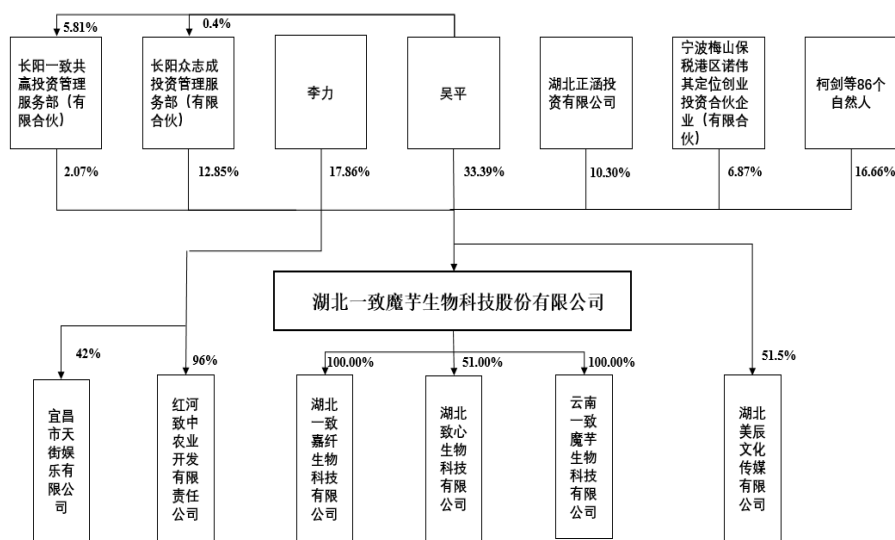 5.81%
0.4%
长阳一致共
赢投资管理
服务部（有
限合伙）
长阳众志成
投资管理服
务部（有限
合伙）
李力
吴平
湖北正涵投
资有限公司
宁波梅山保
税港区诺伟
其定位创业
投资合伙企
业（有限合
伙）
柯剑等86个
自然人
2.07%
12.85%
17.86%
33.39%
10.30%
6.87%
16.66%
湖北一致魔芋生物科技股份有限公司
42%
96%
100.00%
51.00%
100.00%
51.5%
宜昌
市天
街娱
乐有
限公
司
红河
致中
农业
开发
有限
责任
公司
湖北
一致
嘉纤
生物
科技
有限
公司
湖北
致心
生物
科技
有限
公司
云南
一致
魔芋
生物
科技
有限
公司
湖北
美辰
文化
传媒
有限
公司